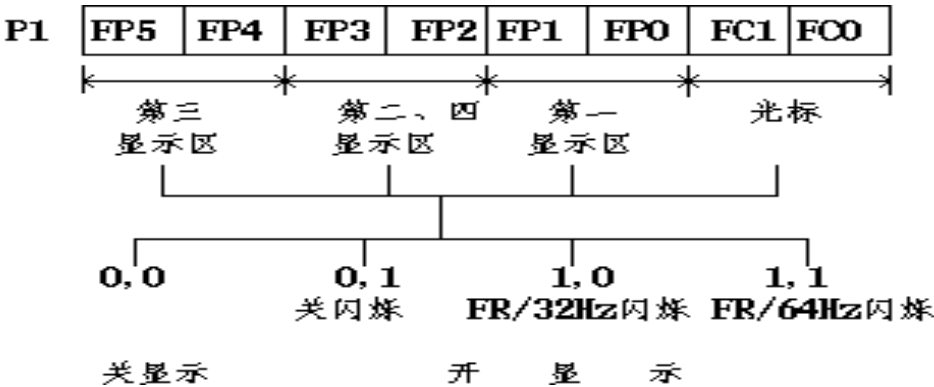 P1 FP5 FP4 FP3 FP2 FP1 FP0 FC1 FC0
第三 第二、四 第一 光标
显示区 显示区 显示区
0,0 0,1 1,0 1,1
关闪烁 FR/32Hz闪烁 FR/64Hz闪烁
关显示 开 显 示